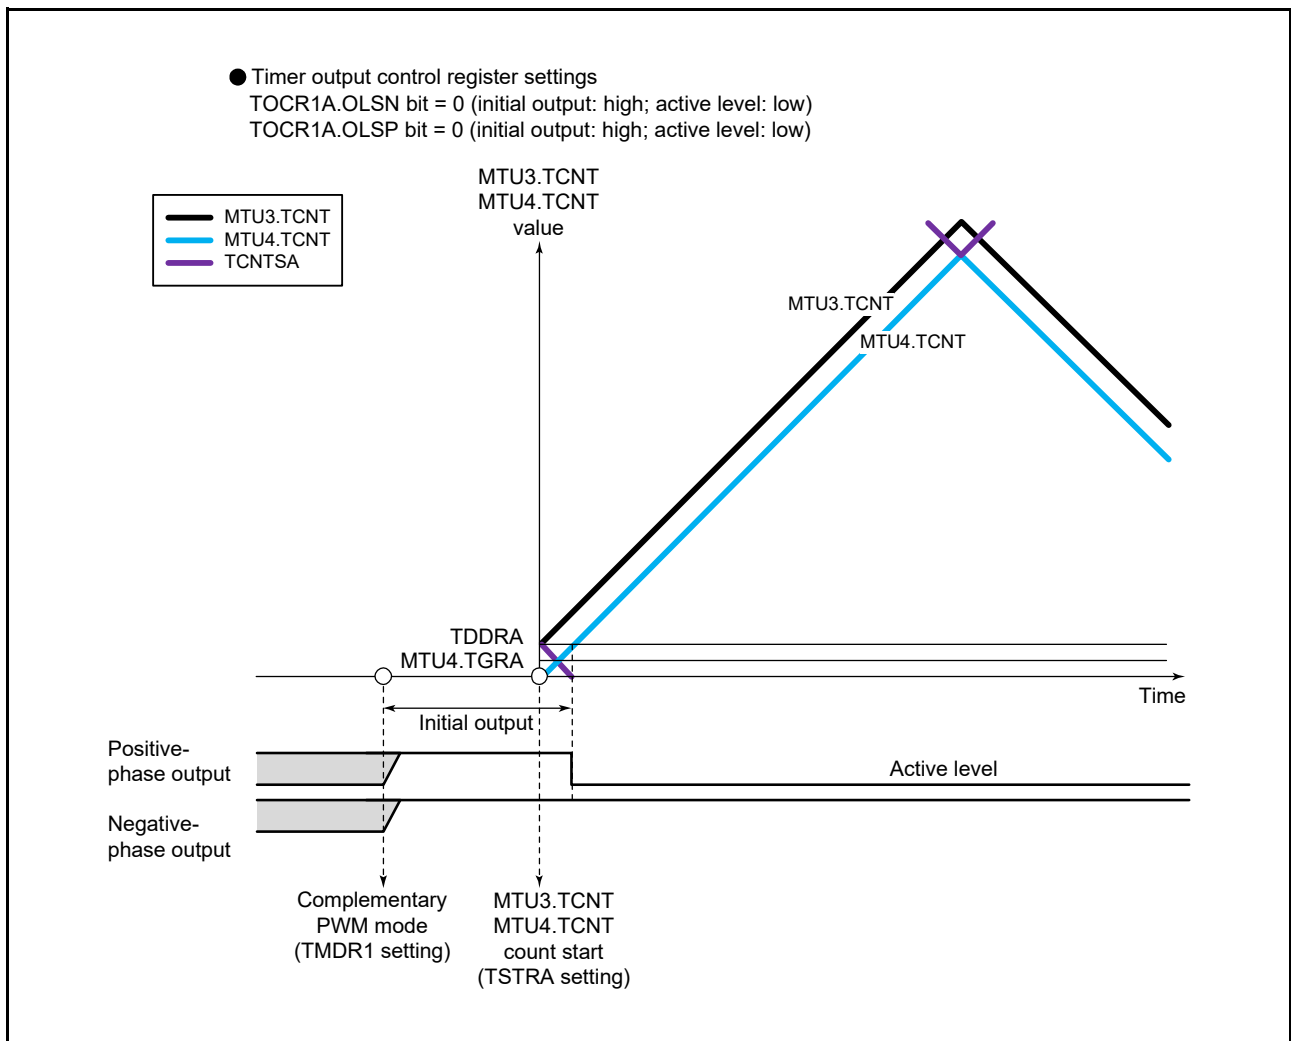 ● Timer output control register settings
TOCR1A.OLSN bit = 0 (initial output: high; active level: low)
TOCR1A.OLSP bit = 0 (initial output: high; active level: low)
MTU3.TCNT
MTU4.TCNT
value
MTU3.TCNT
MTU4.TCNT
TCNTSA
MTU3.TCNT
MTU4.TCNT
TDDRA
MTU4.TGRA
Time
Initial output
Positive-
phase output
Active level
Negative-
phase output
Complementary
PWM mode
(TMDR1 setting)
MTU3.TCNT
MTU4.TCNT
count start
(TSTRA setting)